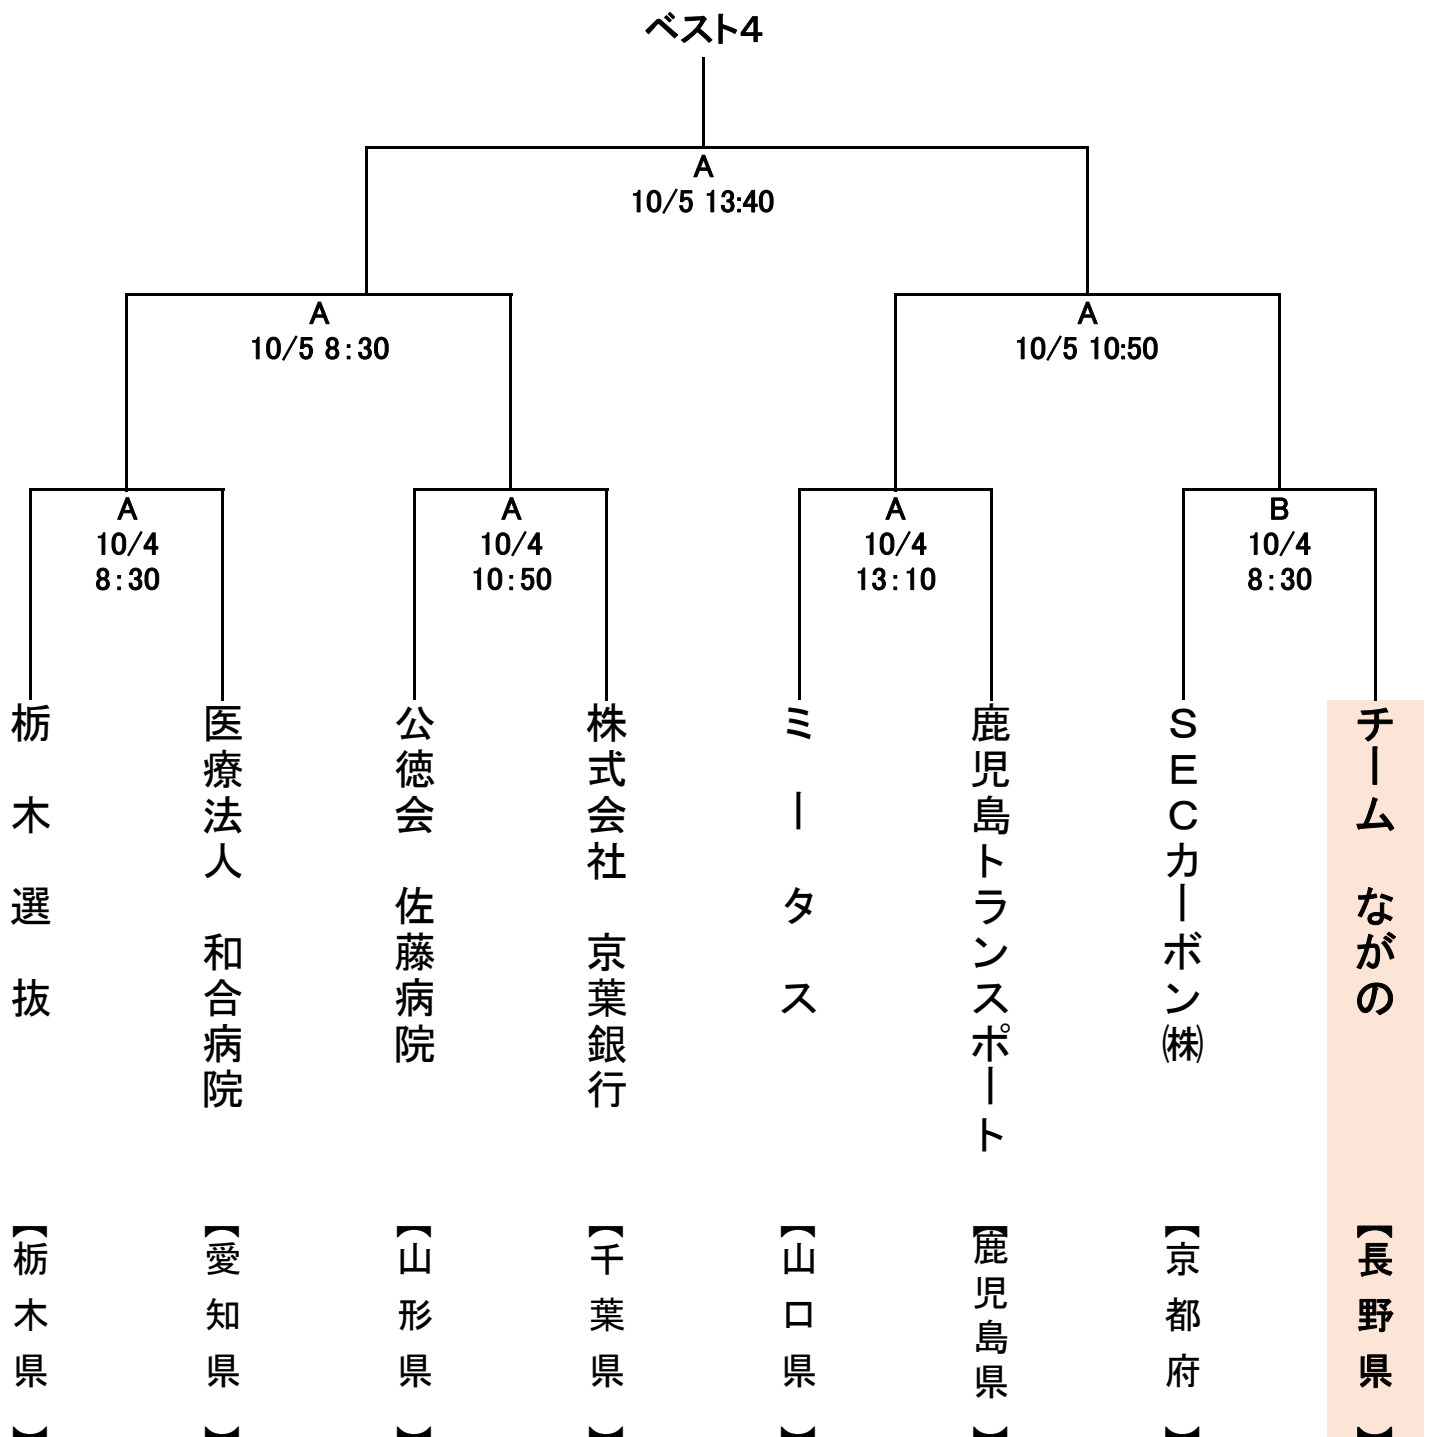 ベスト4
A
10/5 13:40
A
10/5 8:30
A
10/5 10:50
A
10/4
8:30
A
10/4
10:50
A
10/4
13:10
B
10/4
8:30
栃木選抜
【栃木県】
医療法人 和合病院
【愛知県】
公徳会 佐藤病院
【山形県】
株式会社 京葉銀行
【千葉県】
ミータス
【山口県】
鹿児島トランスポート
【鹿児島県】
SECカーボン㈱
【京都府】
チーム ながの
【長野県】